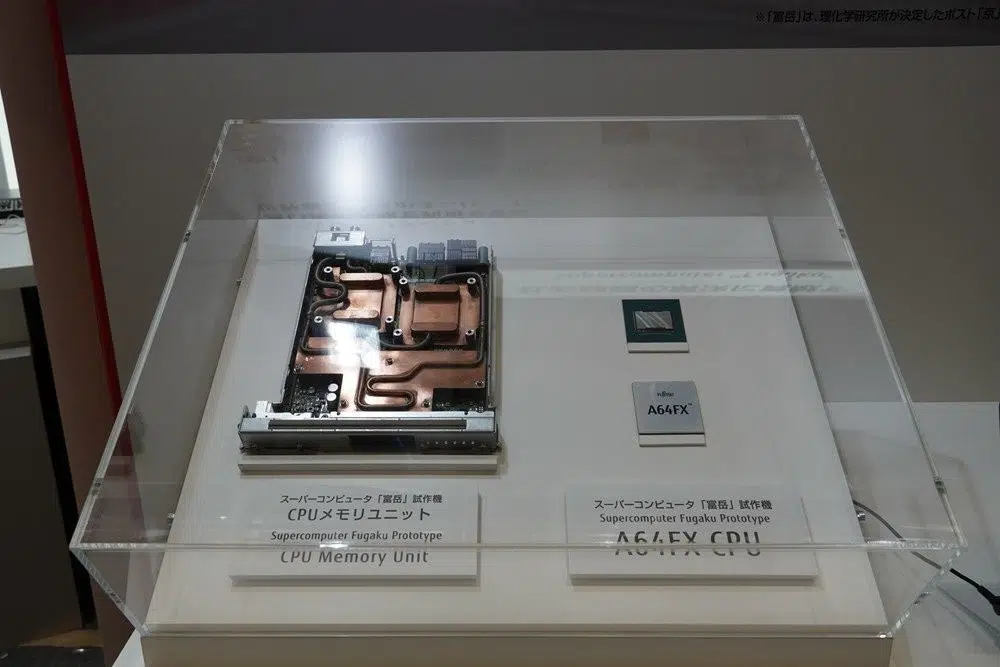 ※「富岳」は、理化学研究所が決定したポスト「京」
FUJITSU
A64FX™
スーパーコンピュータ「富岳」試作機
CPUメモリユニット
Supercomputer Fugaku Prototype
CPU Memory Unit
スーパーコンピュータ「富岳」試作機
Supercomputer Fugaku Prototype
A64FX CPU